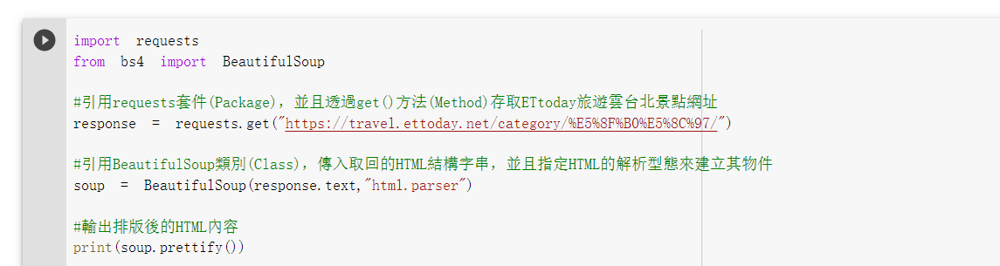 import requests
from bs4 import BeautifulSoup
#引用requests套件(Package)，並且透過get()方法(Method)存取ETtoday旅遊雲台北景點網址
response = requests.get("https://travel.ettoday.net/category/%E5%8F%B0%E5%8C%97/")
#引用BeautifulSoup類別(Class)，傳入取回的HTML結構字串，並且指定HTML的解析型態來建立其物件
soup = BeautifulSoup(response.text,"html.parser")
#輸出排版後的HTML內容
print(soup.prettify())